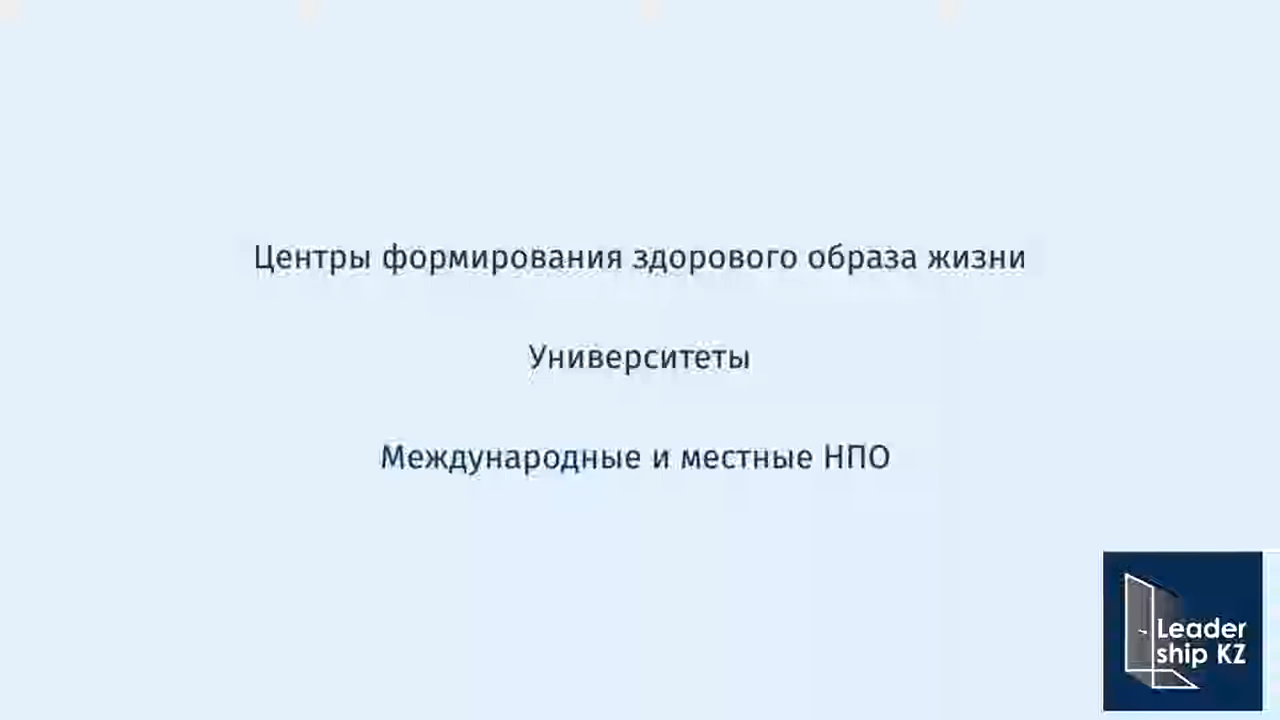 Центры формирования здорового образа жизни
Университеты
Международные и местные НПО
Leader
ship KZ